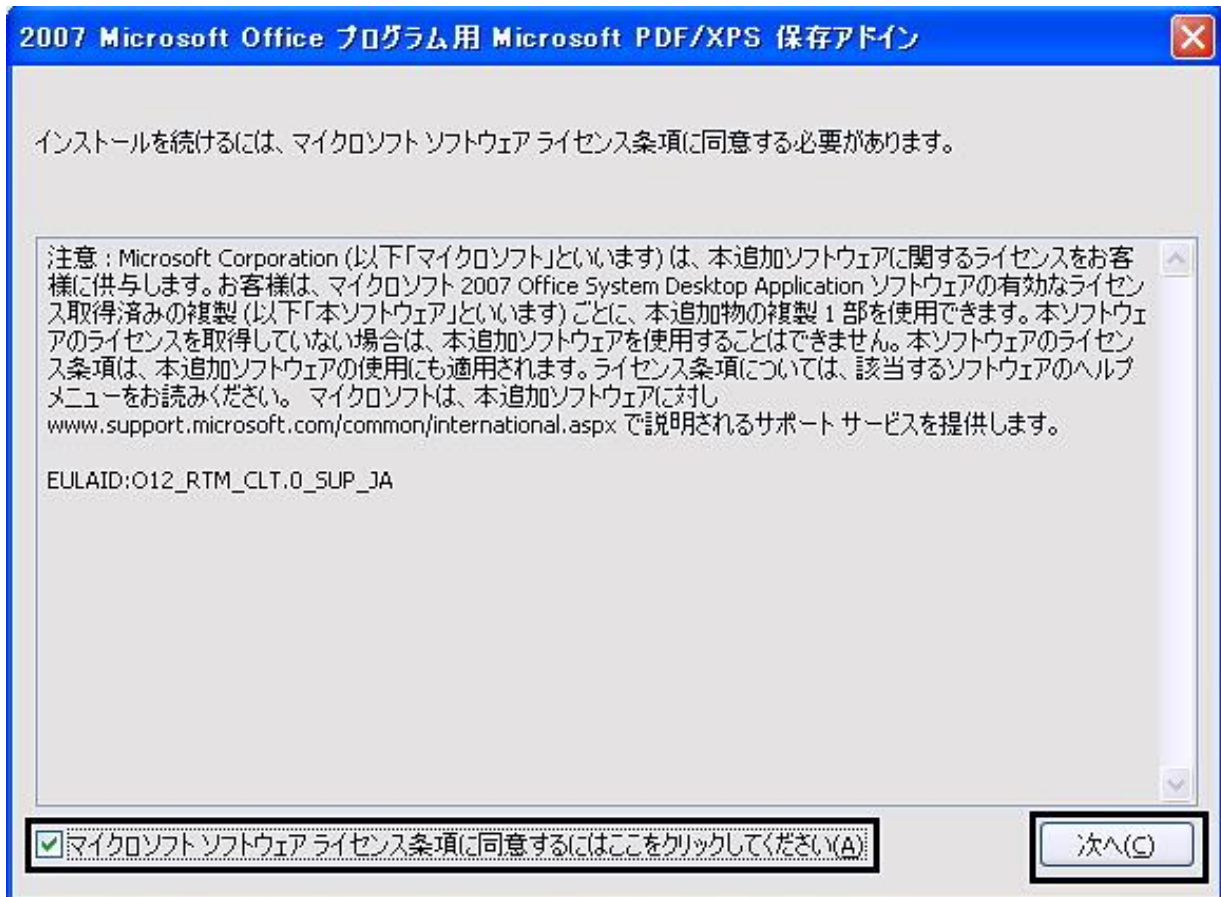 2007 Microsoft Office プログラム用 Microsoft PDF/XPS 保存アドイン
インストールを続けるには、マイクロソフト ソフトウェア ライセンス条項に同意する必要があります。
注意 : Microsoft Corporation (以下「マイクロソフト」といいます) は、本追加ソフトウェアに関するライセンスをお客
様に供与します。お客様は、マイクロソフト 2007 Office System Desktop Application ソフトウェアの有効なライセン
ス取得済みの複製 (以下「本ソフトウェア」といいます) ごとに、本追加物の複製 1 部を使用できます。本ソフトウェ
アのライセンスを取得していない場合は、本追加ソフトウェアを使用することはできません。本ソフトウェアのライセン
ス条項は、本追加ソフトウェアの使用にも適用されます。ライセンス条項については、該当するソフトウェアのヘルプ
メニューをお読みください。 マイクロソフトは、本追加ソフトウェアに対し
www.support.microsoft.com/common/international.aspx で説明されるサポート サービスを提供します。
EULAID:O12_RTM_CLT.0_SUP_JA
マイクロソフト ソフトウェア ライセンス条項に同意するにはここをクリックしてください(A)
次へ(C)